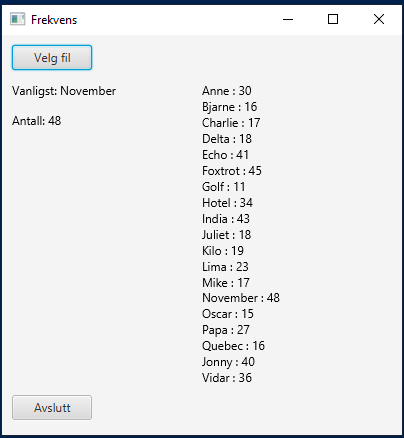 Frekvens
Velg fil
Vanligst: November
Antall: 48
Anne : 30
Bjarne : 16
Charlie : 17
Delta : 18
Echo : 41
Foxtrot : 45
Golf : 11
Hotel : 34
India : 43
Juliet : 18
Kilo : 19
Lima : 23
Mike : 17
November : 48
Oscar : 15
Papa : 27
Quebec : 16
Jonny : 40
Vidar : 36
Avslutt